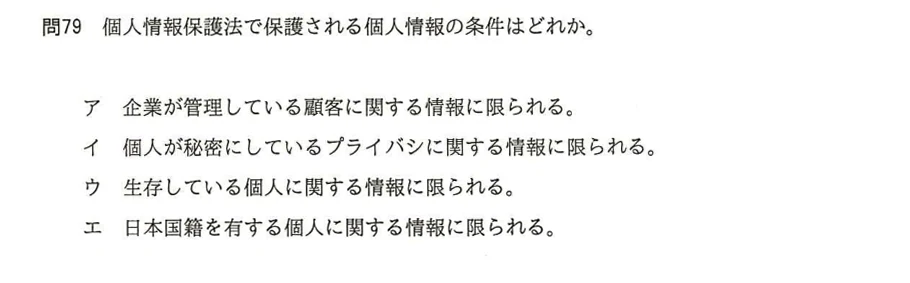 問79　個人情報保護法で保護される個人情報の条件はどれか。
ア　企業が管理している顧客に関する情報に限られる。
イ　個人が秘密にしているプライバシに関する情報に限られる。
ウ　生存している個人に関する情報に限られる。
エ　日本国籍を有する個人に関する情報に限られる。